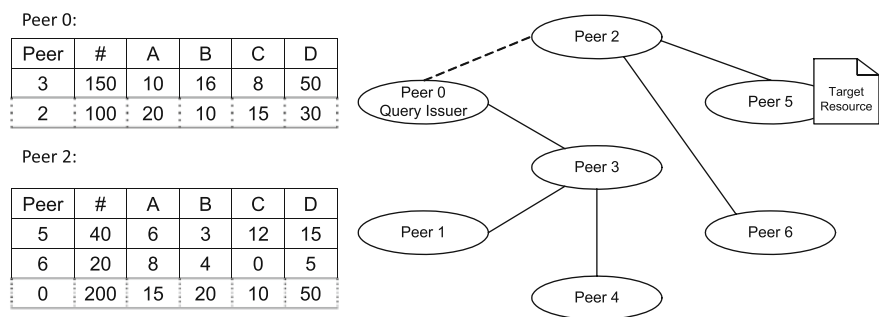 Peer 0:
Peer # A B C D
3 150 10 16 8 50
2 100 20 10 15 30
Peer 2:
Peer # A B C D
5 40 6 3 12 15
6 20 8 4 0 5
0 200 15 20 10 50
Peer 2
Peer 0
Query Issuer
Peer 5
Target
Resource
Peer 3
Peer 1
Peer 6
Peer 4